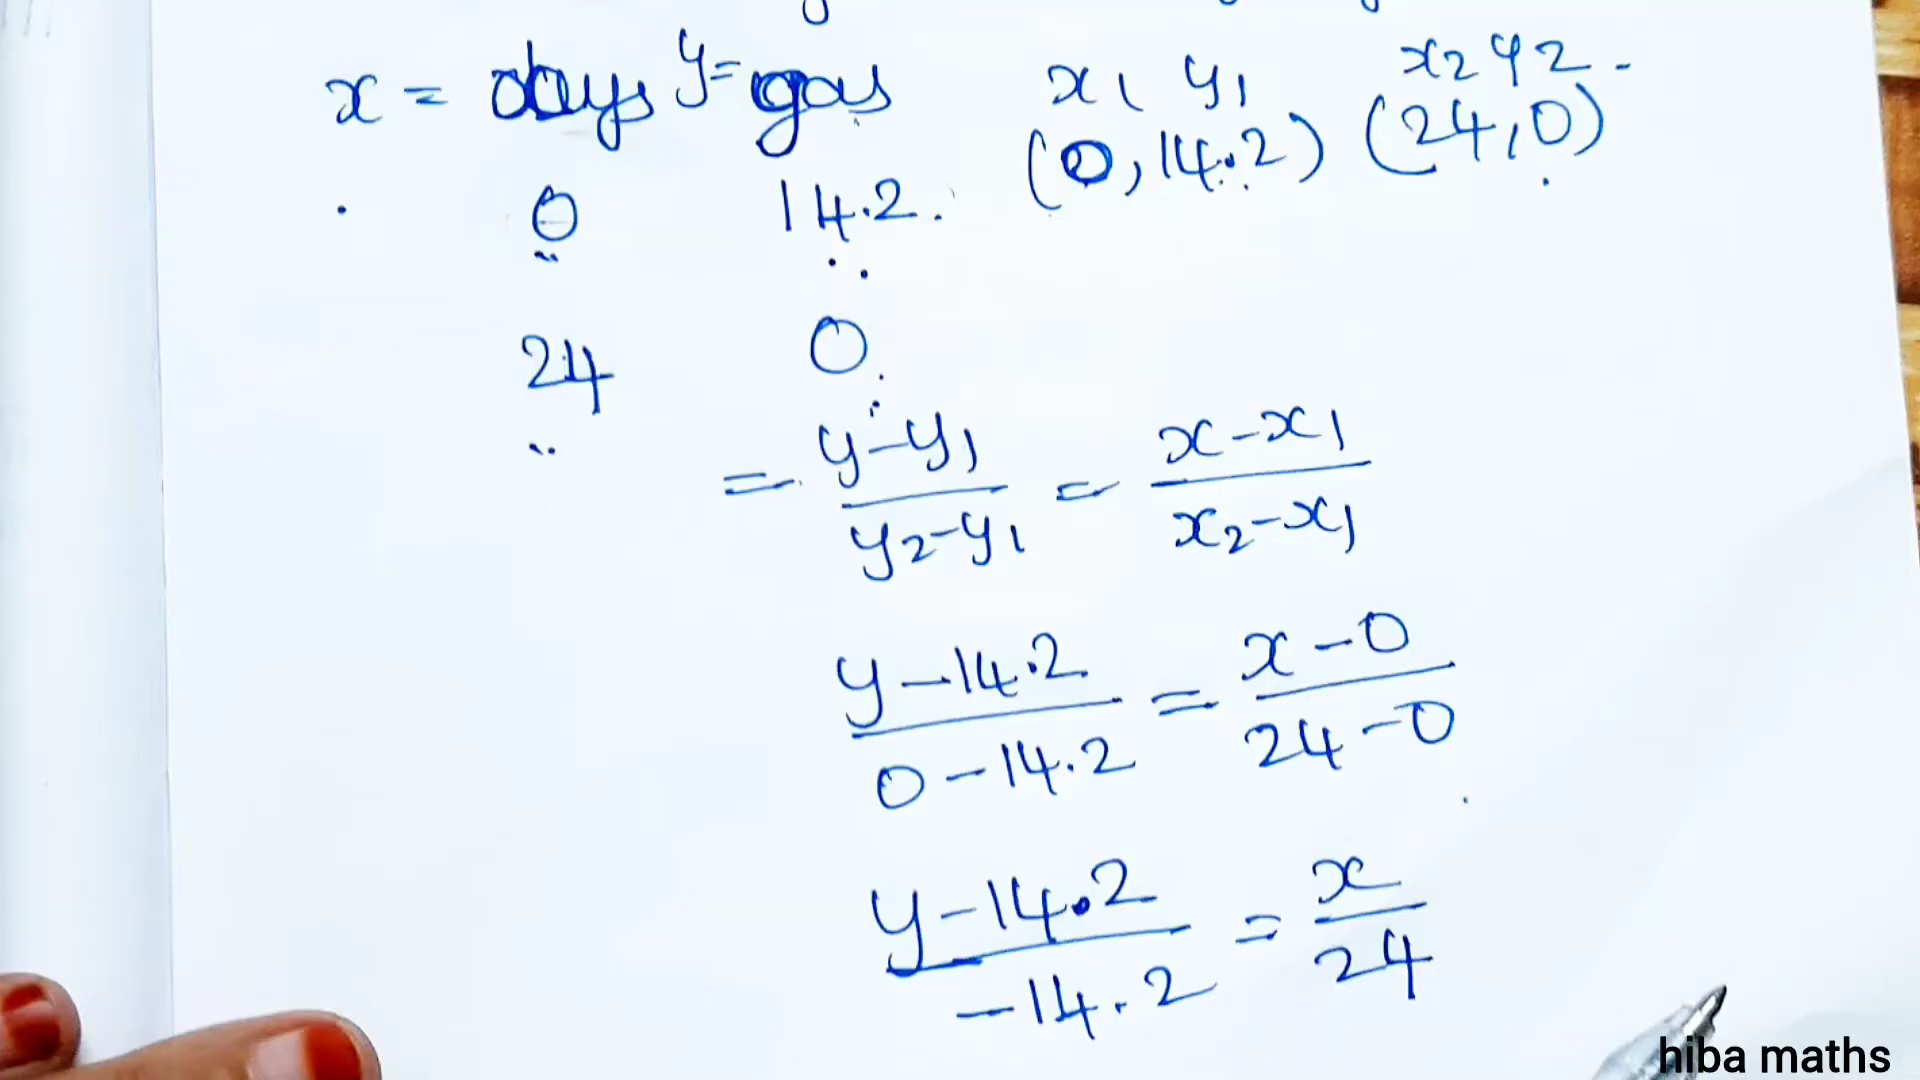 x = days y = gas x1 y1 x2 y2
(0, 14.2) (24, 0)
0 14.2
24 0
= y-y1 / y2-y1 = x-x1 / x2-x1
y-14.2 / 0-14.2 = x-0 / 24-0
y-14.2 / -14.2 = x / 24
hiba maths